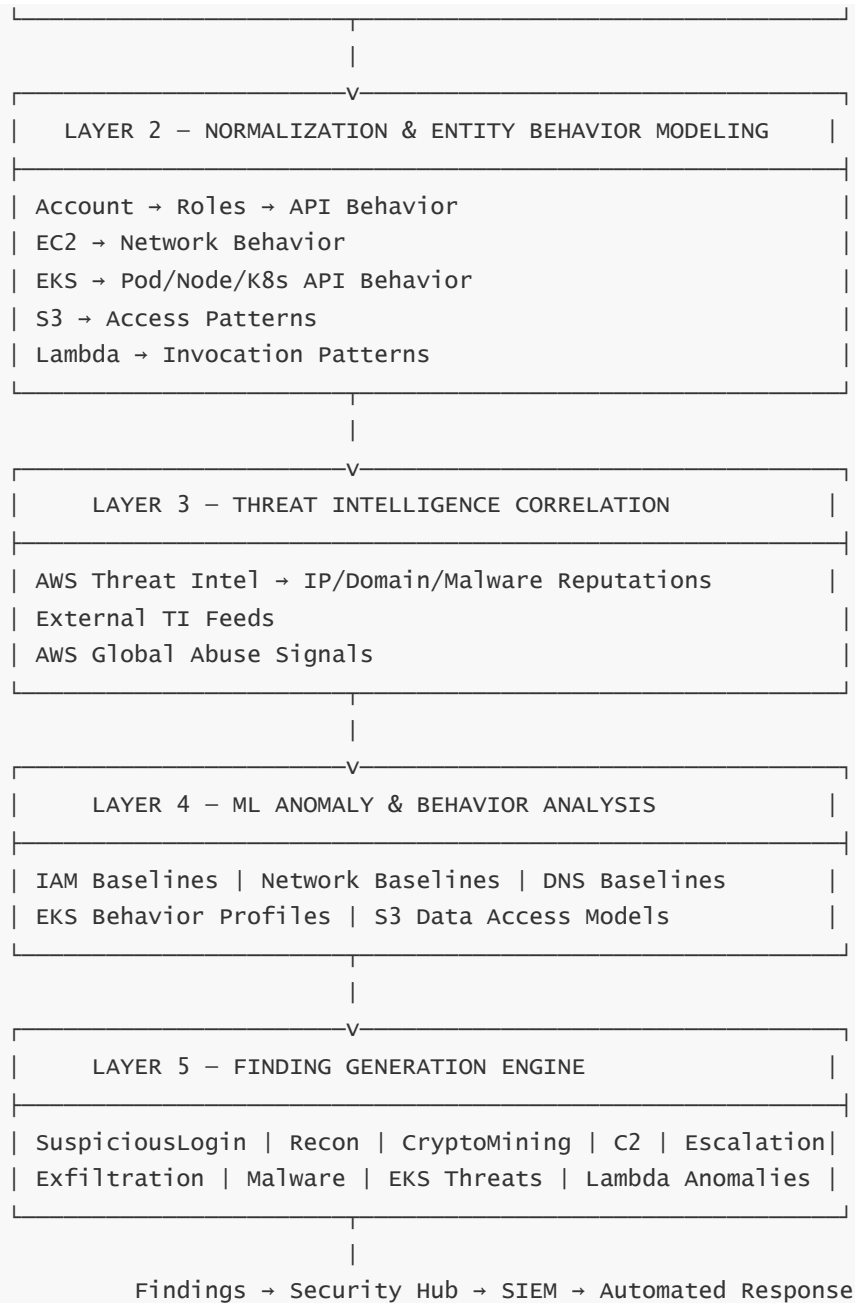 LAYER 2 – NORMALIZATION & ENTITY BEHAVIOR MODELING
Account → Roles → API Behavior
EC2 → Network Behavior
EKS → Pod/Node/K8s API Behavior
S3 → Access Patterns
Lambda → Invocation Patterns
LAYER 3 – THREAT INTELLIGENCE CORRELATION
AWS Threat Intel → IP/Domain/Malware Reputations
External TI Feeds
AWS Global Abuse Signals
LAYER 4 – ML ANOMALY & BEHAVIOR ANALYSIS
IAM Baselines | Network Baselines | DNS Baselines
EKS Behavior Profiles | S3 Data Access Models
LAYER 5 – FINDING GENERATION ENGINE
SuspiciousLogin | Recon | CryptoMining | C2 | Escalation
Exfiltration | Malware | EKS Threats | Lambda Anomalies
Findings → Security Hub → SIEM → Automated Response